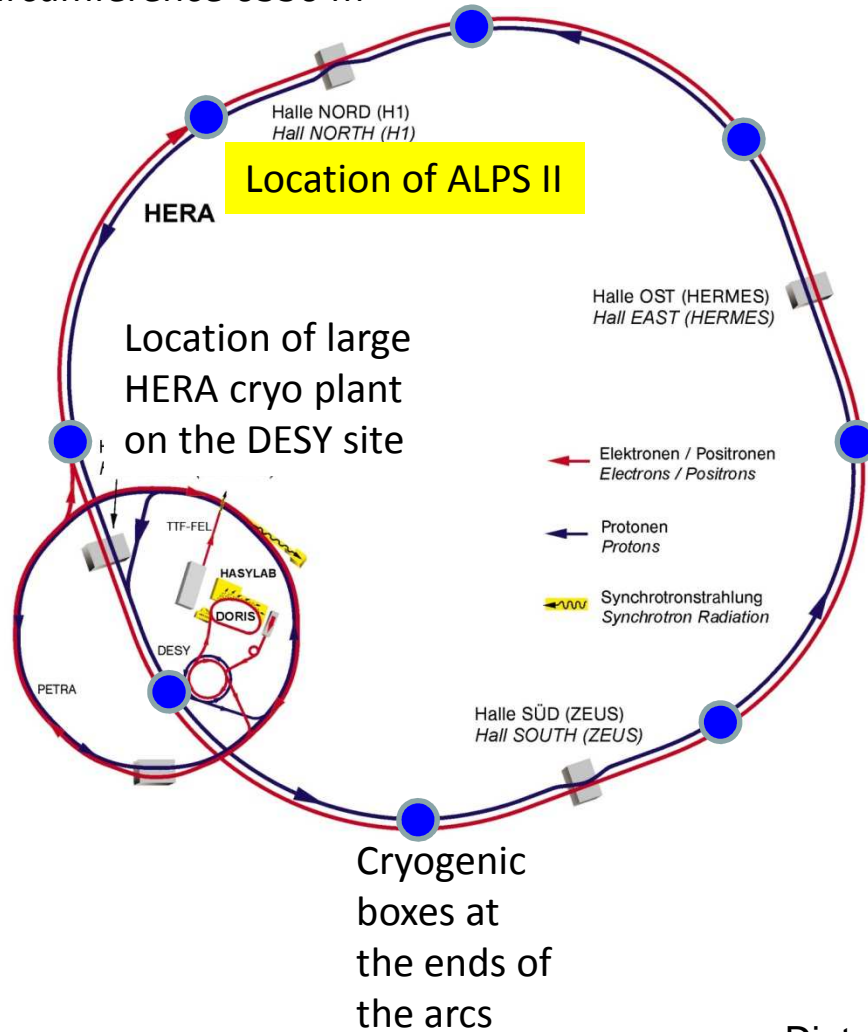 Halle NORD (H1)
Hall NORTH (H1)
Location of ALPS II
HERA
Halle OST (HERMES)
Hall EAST (HERMES)
Location of large
HERA cryo plant
on the DESY site
Elektronen / Positronen
Electrons / Positrons
Protonen
Protons
Synchrotronstrahlung
Synchrotron Radiation
TTF-FEL
HASYLAB
DORIS
DESY
PETRA
Halle SÜD (ZEUS)
Hall SOUTH (ZEUS)
Cryogenic
boxes at
the ends of
the arcs